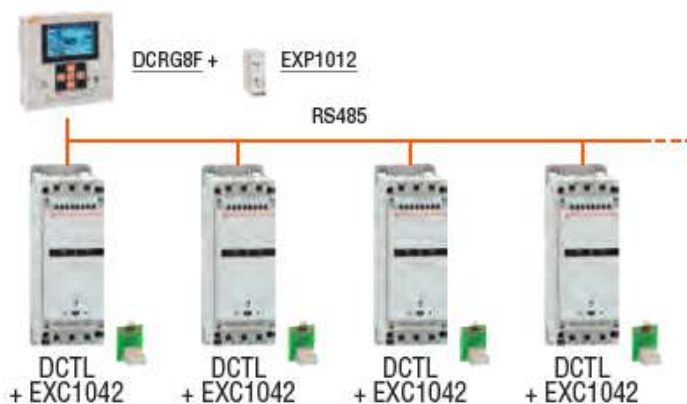 DCRG8F + EXP1012
RS485
DCTL
+ EXC1042
DCTL
+ EXC1042
DCTL
+ EXC1042
DCTL
+ EXC1042